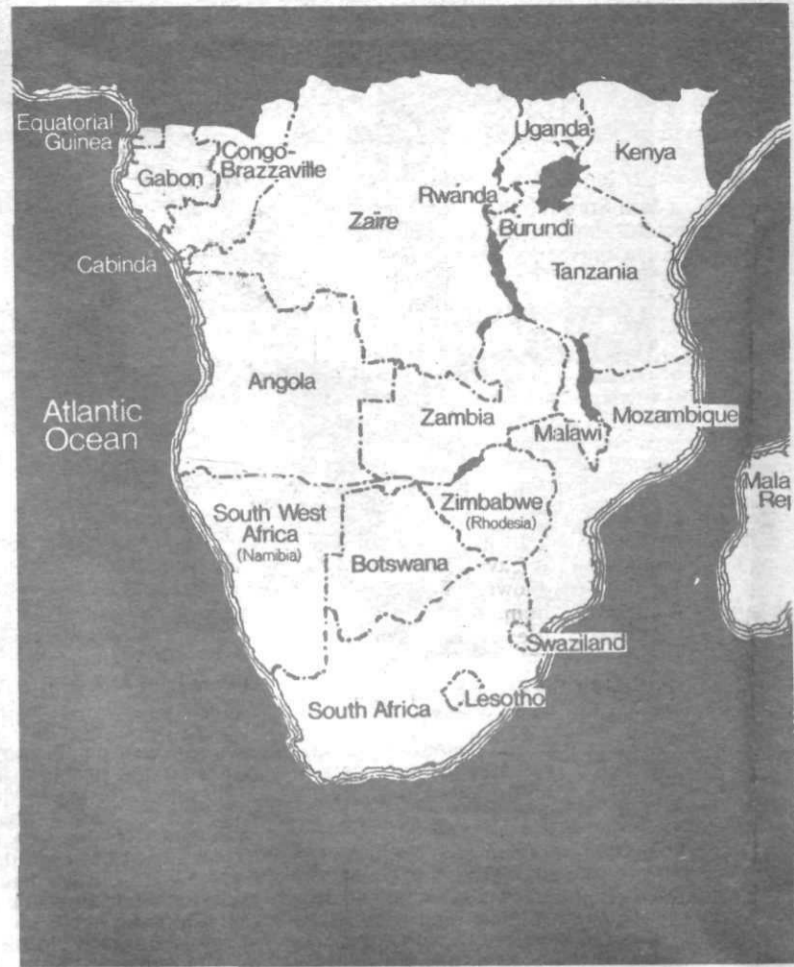 Equatorial
Guinea
Gabon
Congo-
Brazzaville
Uganda
Kenya
Rwanda
Zaïre
Burundi
Cabinda
Tanzania
Angola
Atlantic
Ocean
Zambia
Malawi
Mozambique
South West
Africa
(Namibia)
Zimbabwe
(Rhodesia)
Botswana
Mala
Rep
Swaziland
South Africa
Lesotho